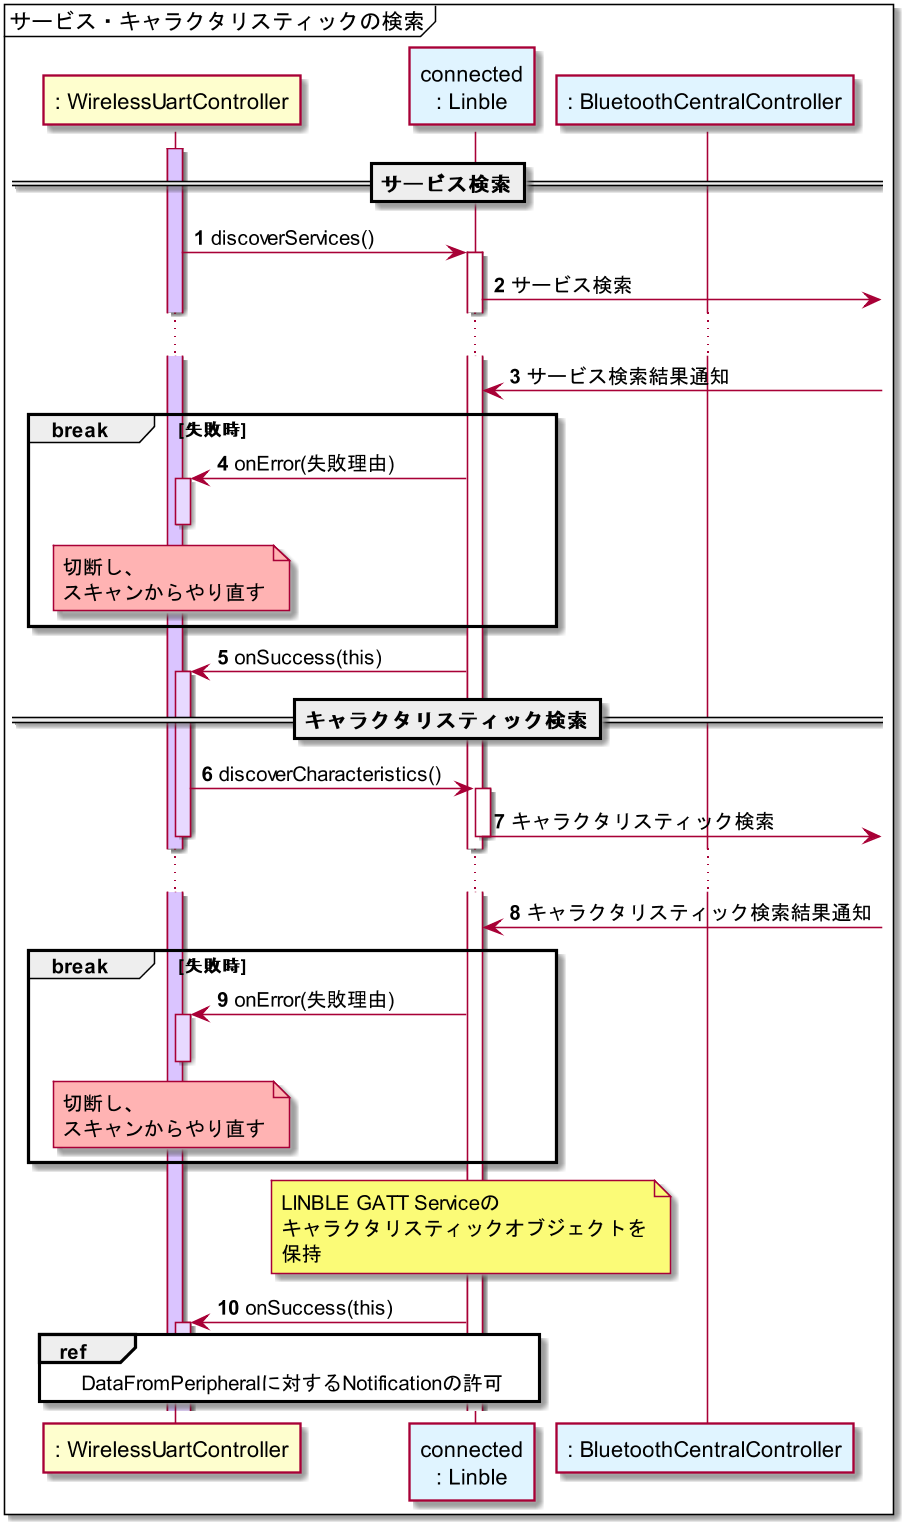 サービス・キャラクタリスティックの検索
: WirelessUartController
connected
: Linble
: BluetoothCentralController
サービス検索
1 discoverServices()
2 サービス検索
3 サービス検索結果通知
break [失敗時]
4 onError(失敗理由)
切断し、
スキャンからやり直す
5 onSuccess(this)
キャラクタリスティック検索
6 discoverCharacteristics()
7 キャラクタリスティック検索
8 キャラクタリスティック検索結果通知
break [失敗時]
9 onError(失敗理由)
切断し、
スキャンからやり直す
LINBLE GATT Serviceの
キャラクタリスティックオブジェクトを
保持
10 onSuccess(this)
ref
DataFromPeripheralに対するNotificationの許可
: WirelessUartController
connected
: Linble
: BluetoothCentralController